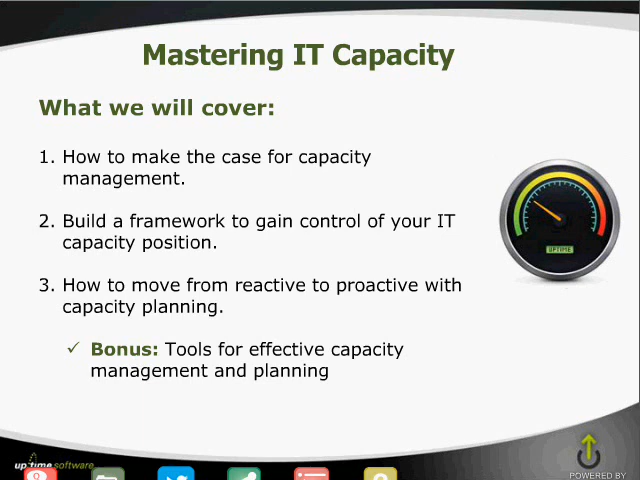 Mastering IT Capacity
What we will cover:
1. How to make the case for capacity
management.
2. Build a framework to gain control of your IT
capacity position.
3. How to move from reactive to proactive with
capacity planning.
✓ Bonus: Tools for effective capacity
management and planning
UPTIME
up.time software
POWERED BY